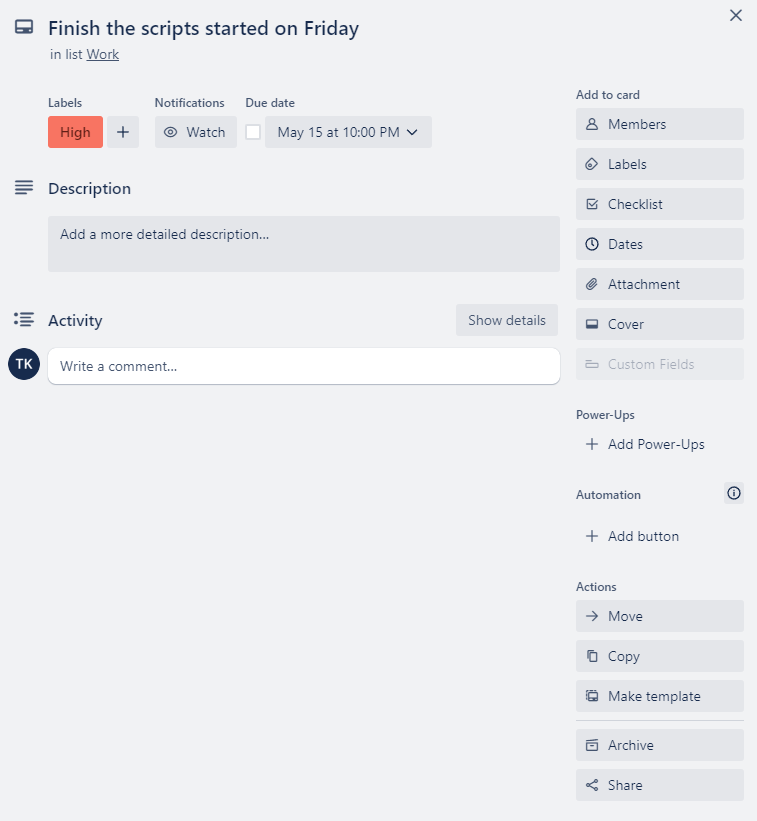 Finish the scripts started on Friday
in list Work
Labels
Notifications
Due date
High
Watch
May 15 at 10:00 PM
Description
Add a more detailed description...
Activity
Show details
TK
Write a comment...
Add to card
Members
Labels
Checklist
Dates
Attachment
Cover
Custom Fields
Power-Ups
Add Power-Ups
Automation
Add button
Actions
Move
Copy
Make template
Archive
Share